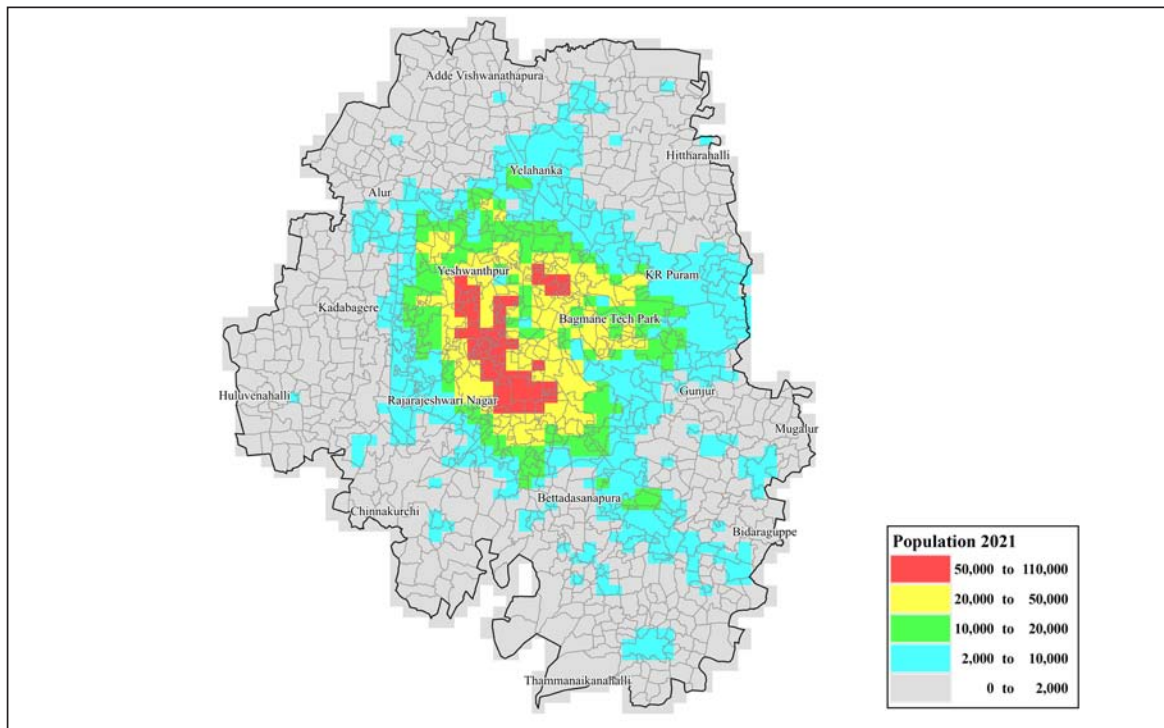 Adde Vishwanathapura
Hittharahalli
Yelahanka
Alur
Yeshwanthpur
KR Puram
Kadabagere
Bagmane Tech Park
Gunjur
Huluvenahalli
Rajarajeshwari Nagar
Mugalur
Bettadasanapura
Chinnakurchi
Bidaraguppe
Thammanaikanahalli
Population 2021
50,000 to 110,000
20,000 to 50,000
10,000 to 20,000
2,000 to 10,000
0 to 2,000